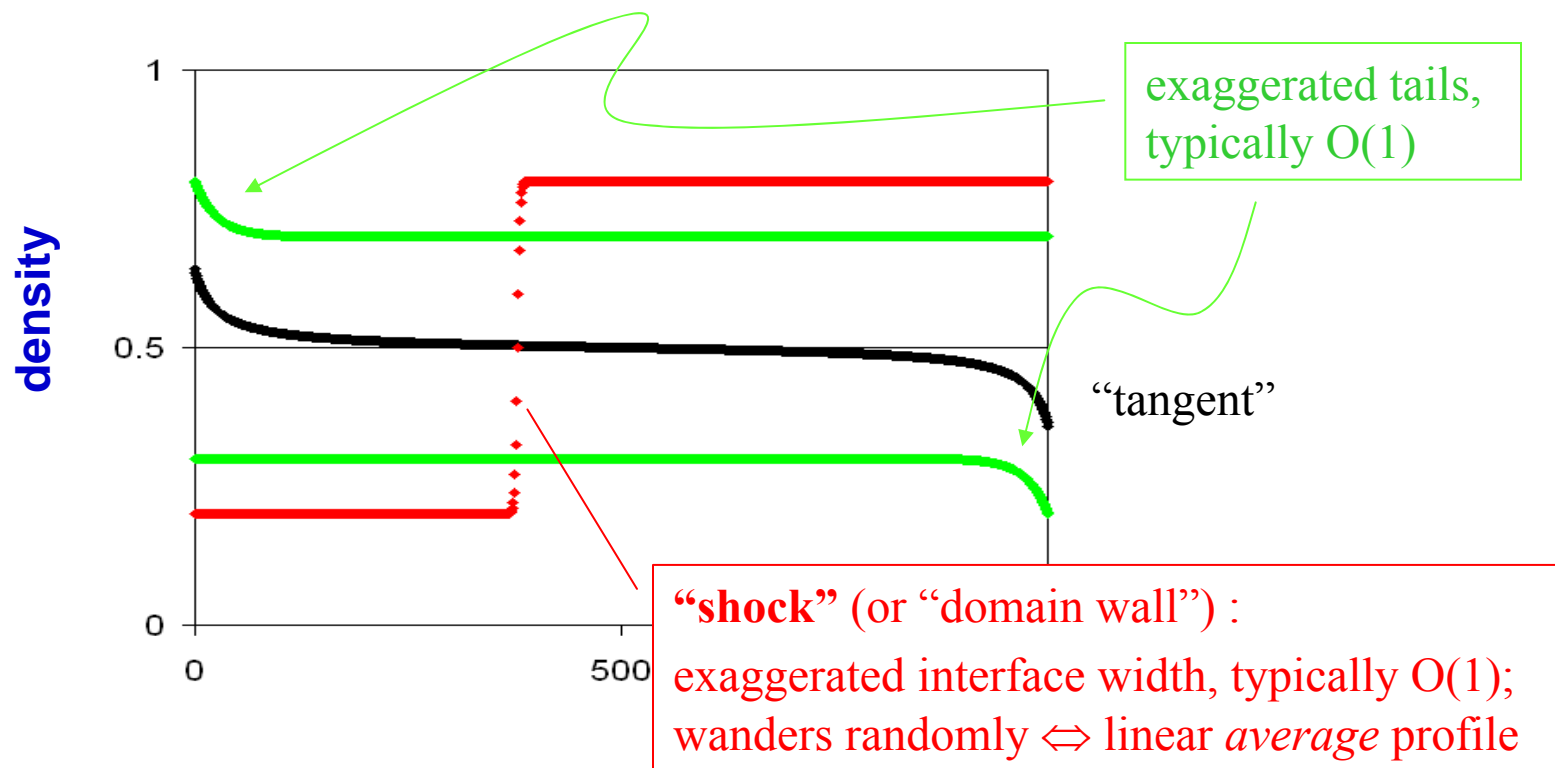 1
exaggerated tails,
typically O(1)
density
0.5
“tangent”
“shock” (or “domain wall”) :
exaggerated interface width, typically O(1);
wanders randomly ⇔ linear average profile
0
0
500